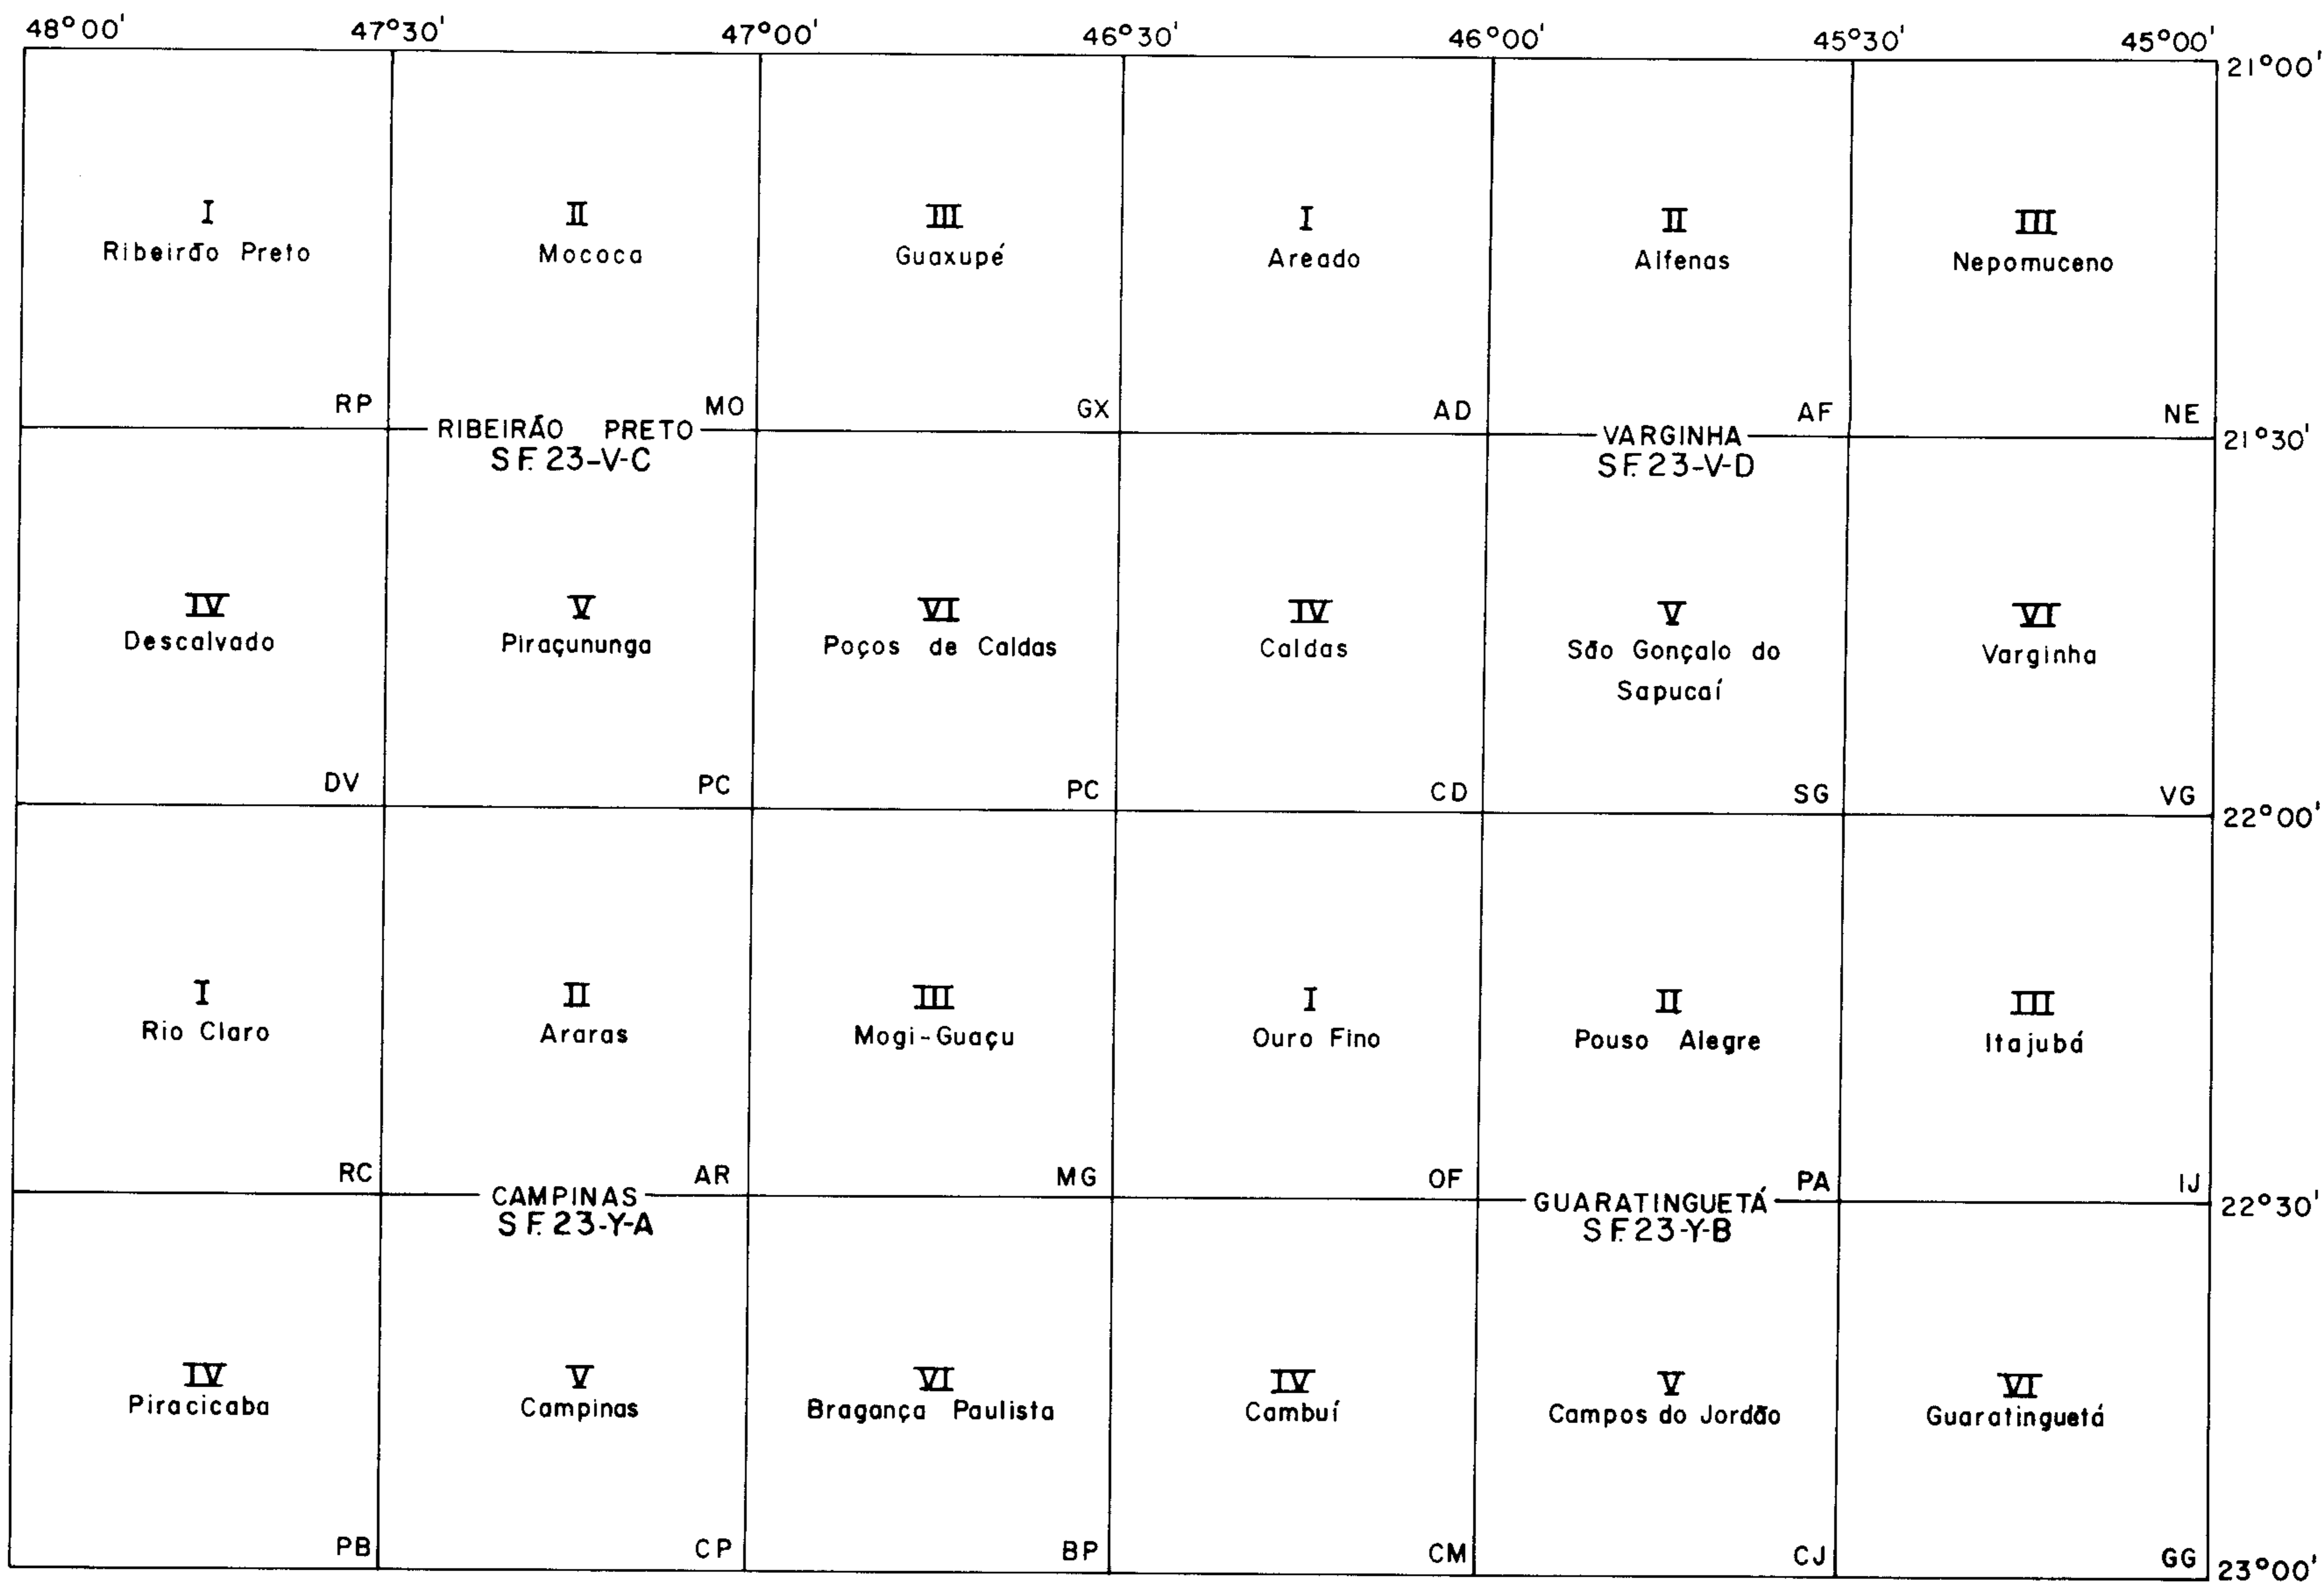 48°00' 47°30' 47°00' 46°30' 46°00' 45°30' 45°00'
21°00'
I II III I II III
Ribeirão Preto Mococa Guaxupé Areado Alfenas Nepomuceno
RP MO GX AD AF NE
RIBEIRÃO PRETO VARGINHA 21°30'
SF.23-V-C SF.23-V-D
IV V VI IV V VI
Descalvado Piraçununga Poços de Caldas Caldas São Gonçalo do Varginha
Sapucaí
DV PC PC CD SG VG
22°00'
I II III I II III
Rio Claro Araras Mogi-Guaçu Ouro Fino Pouso Alegre Itajubá
RC AR MG OF PA IJ
CAMPINAS GUARATINGUETÁ 22°30'
SF.23-Y-A SF.23-Y-B
IV V VI IV V VI
Piracicaba Campinas Bragança Paulista Cambuí Campos do Jordão Guaratinguetá
PB CP BP CM CJ GG
23°00'